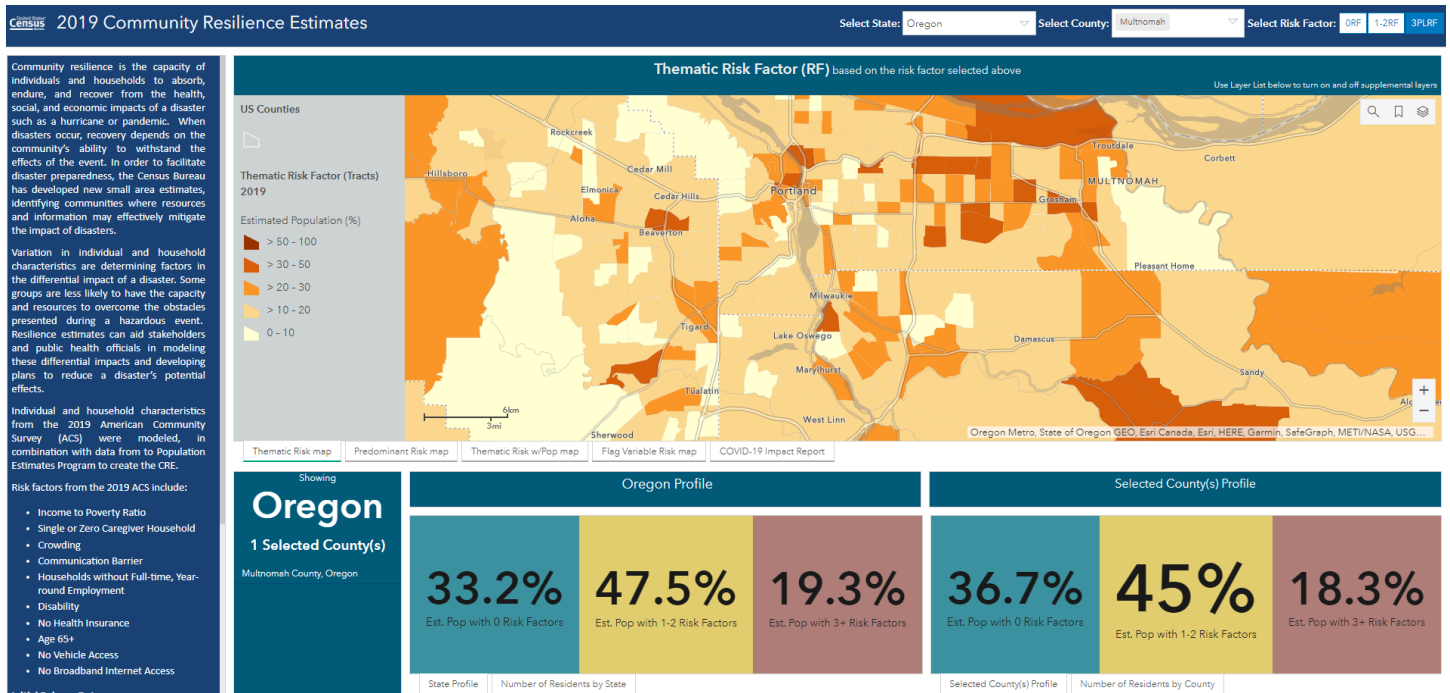 United States®
Census
Bureau
2019 Community Resilience Estimates
Select State:
Oregon
Select County:
Multnomah
Select Risk Factor:
0RF
1-2RF
3PLRF
Community resilience is the capacity of
individuals and households to absorb,
endure, and recover from the health,
social, and economic impacts of a disaster
such as a hurricane or pandemic. When
disasters occur, recovery depends on the
community's ability to withstand the
effects of the event. In order to facilitate
disaster preparedness, the Census Bureau
has developed new small area estimates,
identifying communities where resources
and information may effectively mitigate
the impact of disasters.
Variation in individual and household
characteristics are determining factors in
the differential impact of a disaster. Some
groups are less likely to have the capacity
and resources to overcome the obstacles
presented during a hazardous event.
Resilience estimates can aid stakeholders
and public health officials in modeling
these differential impacts and developing
plans to reduce a disaster's potential
effects.
Individual and household characteristics
from the 2019 American Community
Survey (ACS) were modeled, in
combination with data from to Population
Estimates Program to create the CRE.
Risk factors from the 2019 ACS include:
• Income to Poverty Ratio
• Single or Zero Caregiver Household
• Crowding
• Communication Barrier
• Households without Full-time, Year-
round Employment
• Disability
• No Health Insurance
• Age 65+
• No Vehicle Access
• No Broadband Internet Access
Thematic Risk Factor (RF) based on the risk factor selected above
Use Layer List below to turn on and off supplemental layers
US Counties
Thematic Risk Factor (Tracts)
2019
Estimated Population (%)
> 50 - 100
> 30 - 50
> 20 - 30
> 10 - 20
0 - 10
Rockcreek
Hillsboro
Cedar Mill
Elmonica
Cedar Hills
Aloha
Beaverton
Portland
Troutdale
Corbett
MULTNOMAH
Gresham
Pleasant Home
Milwaukie
Tigard
Lake Oswego
Damascus
Marylhurst
Sandy
Tualatin
West Linn
Sherwood
6km
3mi
+
−
Oregon Metro, State of Oregon GEO, Esri Canada, Esri, HERE, Garmin, SafeGraph, METI/NASA, USG...
Thematic Risk map
Predominant Risk map
Thematic Risk w/Pop map
Flag Variable Risk map
COVID-19 Impact Report
Showing
Oregon
1 Selected County(s)
Multnomah County, Oregon
Oregon Profile
33.2%
Est. Pop with 0 Risk Factors
47.5%
Est. Pop with 1-2 Risk Factors
19.3%
Est. Pop with 3+ Risk Factors
State Profile
Number of Residents by State
Selected County(s) Profile
36.7%
Est. Pop with 0 Risk Factors
45%
Est. Pop with 1-2 Risk Factors
18.3%
Est. Pop with 3+ Risk Factors
Selected County(s) Profile
Number of Residents by County